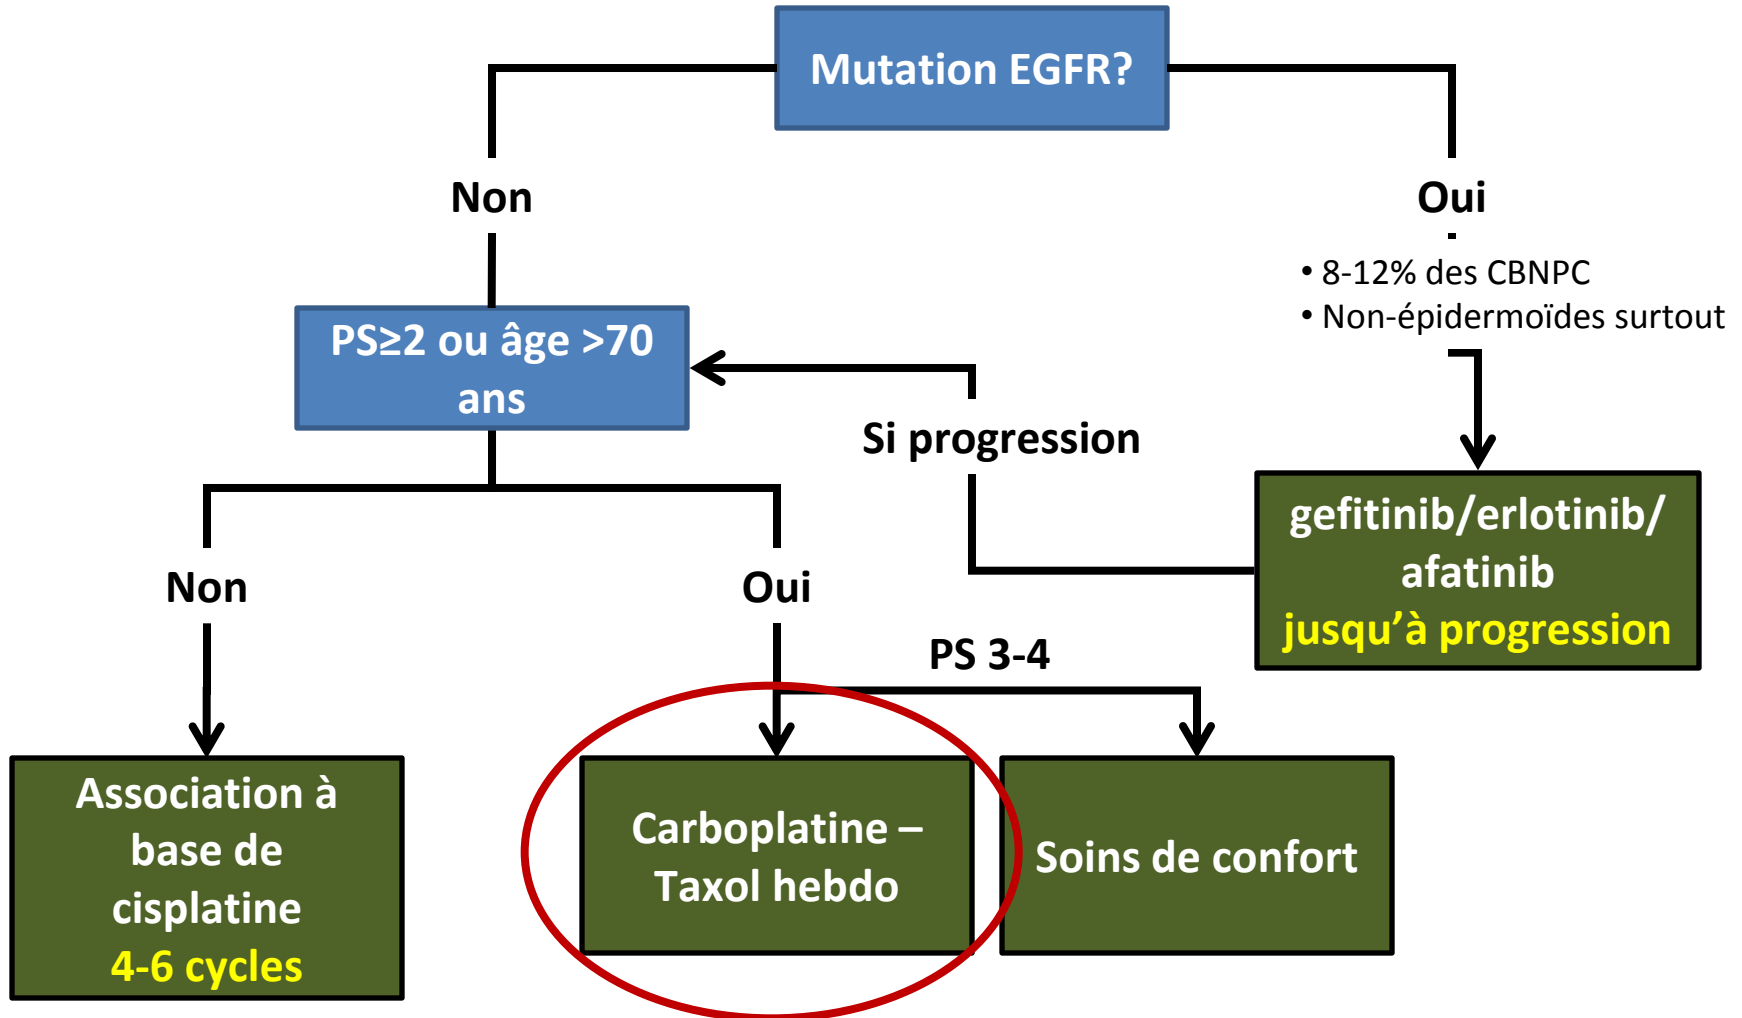 Mutation EGFR?
Non
Oui
• 8-12% des CBNPC
• Non-épidermoïdes surtout
PS≥2 ou âge >70
ans
Si progression
gefitinib/erlotinib/
afatinib
jusqu’à progression
Non
Oui
PS 3-4
Association à
base de
cisplatine
4-6 cycles
Carboplatine –
Taxol hebdo
Soins de confort